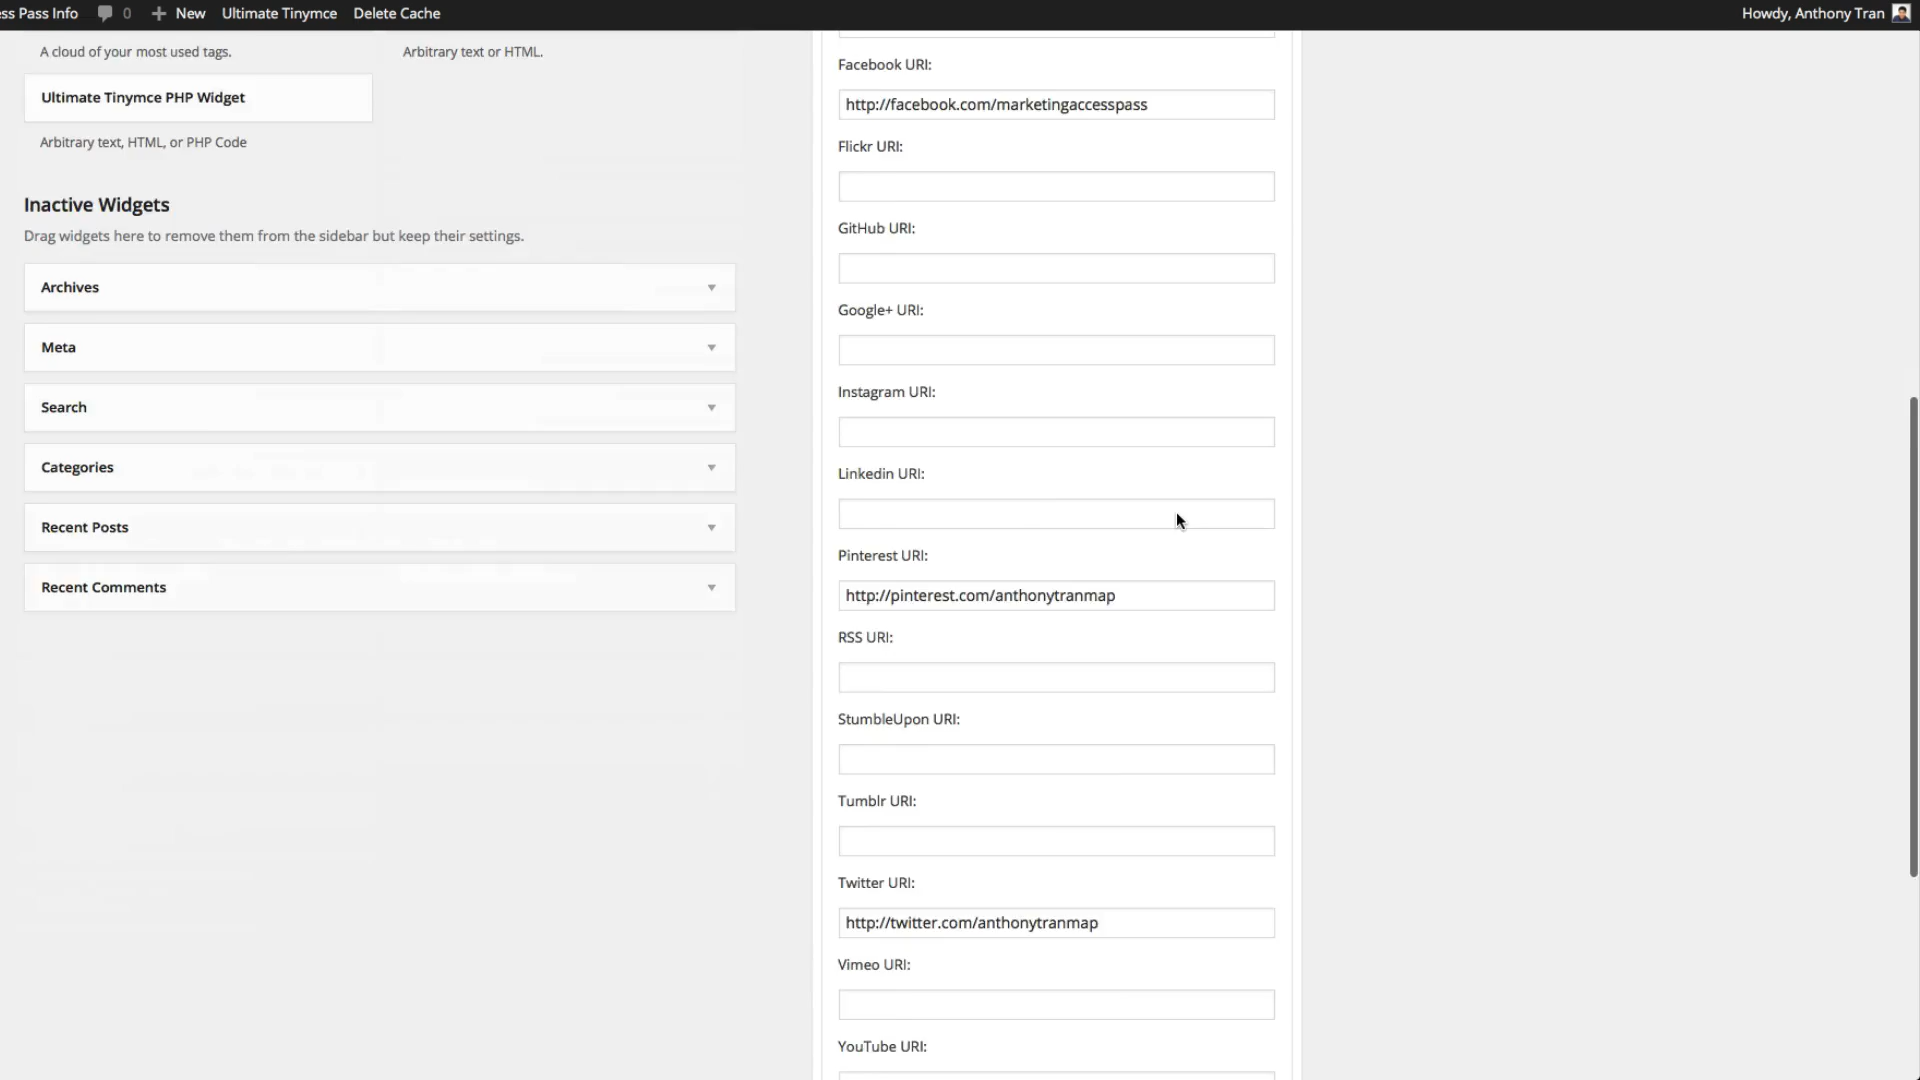 ss Pass Info 0 New Ultimate Tinymce Delete Cache Howdy, Anthony Tran
A cloud of your most used tags. Arbitrary text or HTML.
Ultimate Tinymce PHP Widget
Arbitrary text, HTML, or PHP Code
Inactive Widgets
Drag widgets here to remove them from the sidebar but keep their settings.
Archives
Meta
Search
Categories
Recent Posts
Recent Comments
Facebook URI:
http://facebook.com/marketingaccesspass
Flickr URI:
GitHub URI:
Google+ URI:
Instagram URI:
Linkedin URI:
Pinterest URI:
http://pinterest.com/anthonytranmap
RSS URI:
StumbleUpon URI:
Tumblr URI:
Twitter URI:
http://twitter.com/anthonytranmap
Vimeo URI:
YouTube URI: